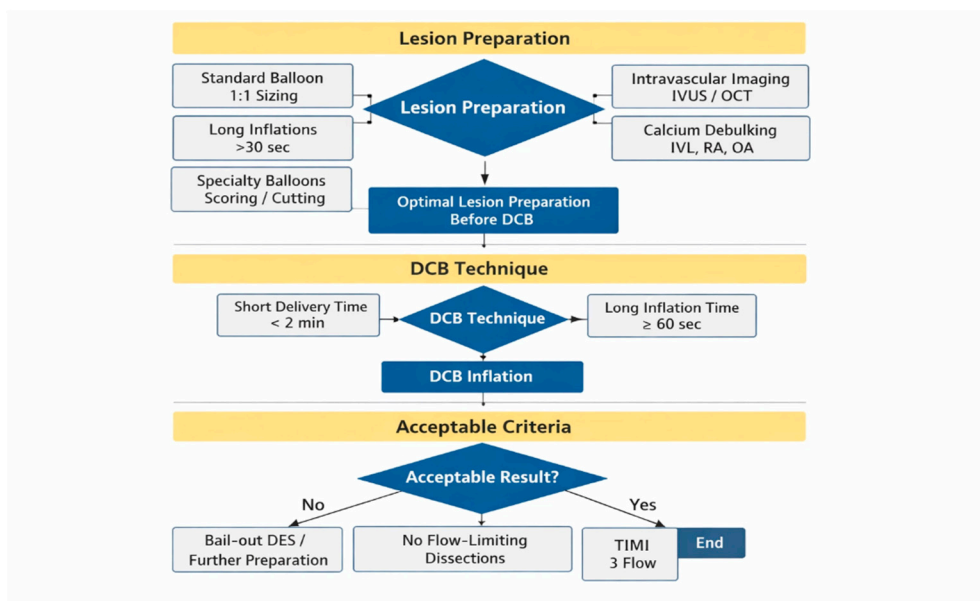 Lesion Preparation
Standard Balloon
1:1 Sizing
Long Inflations
>30 sec
Specialty Balloons
Scoring / Cutting
Lesion Preparation
Intravascular Imaging
IVUS / OCT
Calcium Debulking
IVL, RA, OA
Optimal Lesion Preparation
Before DCB
DCB Technique
Short Delivery Time
< 2 min
DCB Technique
Long Inflation Time
≥ 60 sec
DCB Inflation
Acceptable Criteria
Acceptable Result?
No
Yes
Bail-out DES /
Further Preparation
No Flow-Limiting
Dissections
TIMI
3 Flow
End